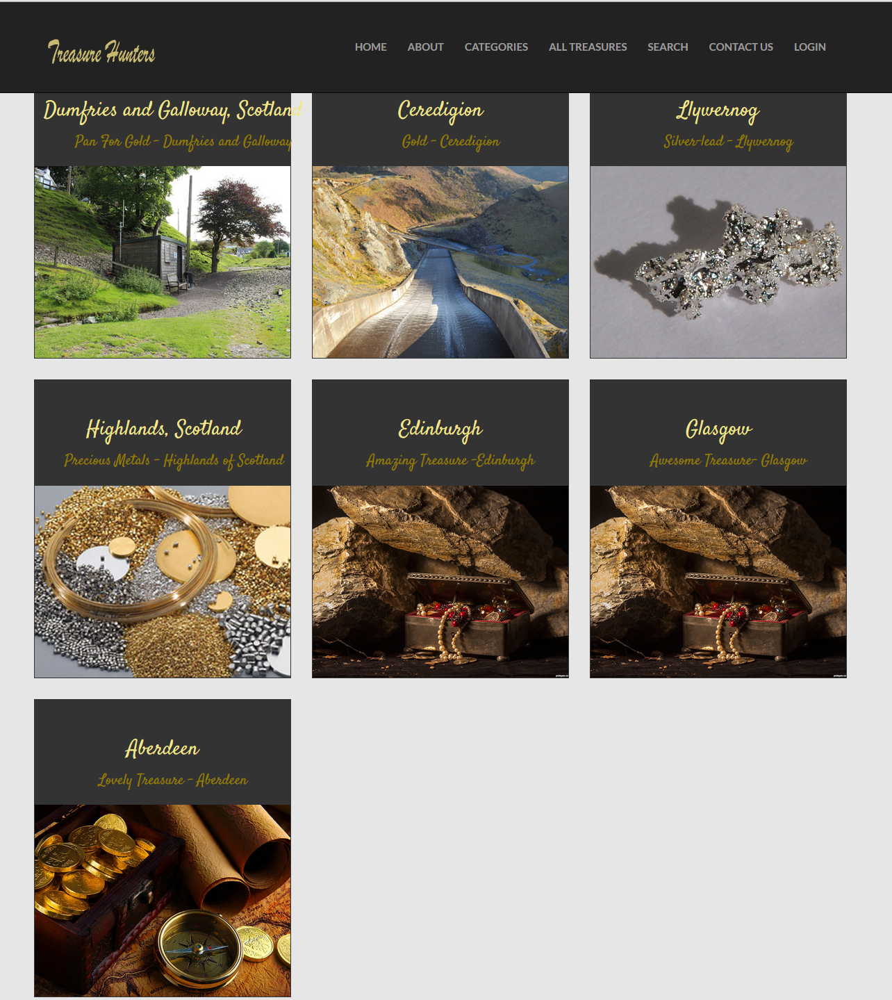 Treasure Hunters
HOME ABOUT CATEGORIES ALL TREASURES SEARCH CONTACT US LOGIN
Dumfries and Galloway, Scotland
Pan For Gold - Dumfries and Galloway
Ceredigion
Gold - Ceredigion
Llywernog
Silver-lead - Llywernog
Highlands, Scotland
Precious Metals - Highlands of Scotland
Edinburgh
Amazing Treasure -Edinburgh
Glasgow
Awesome Treasure- Glasgow
Aberdeen
Lovely Treasure - Aberdeen